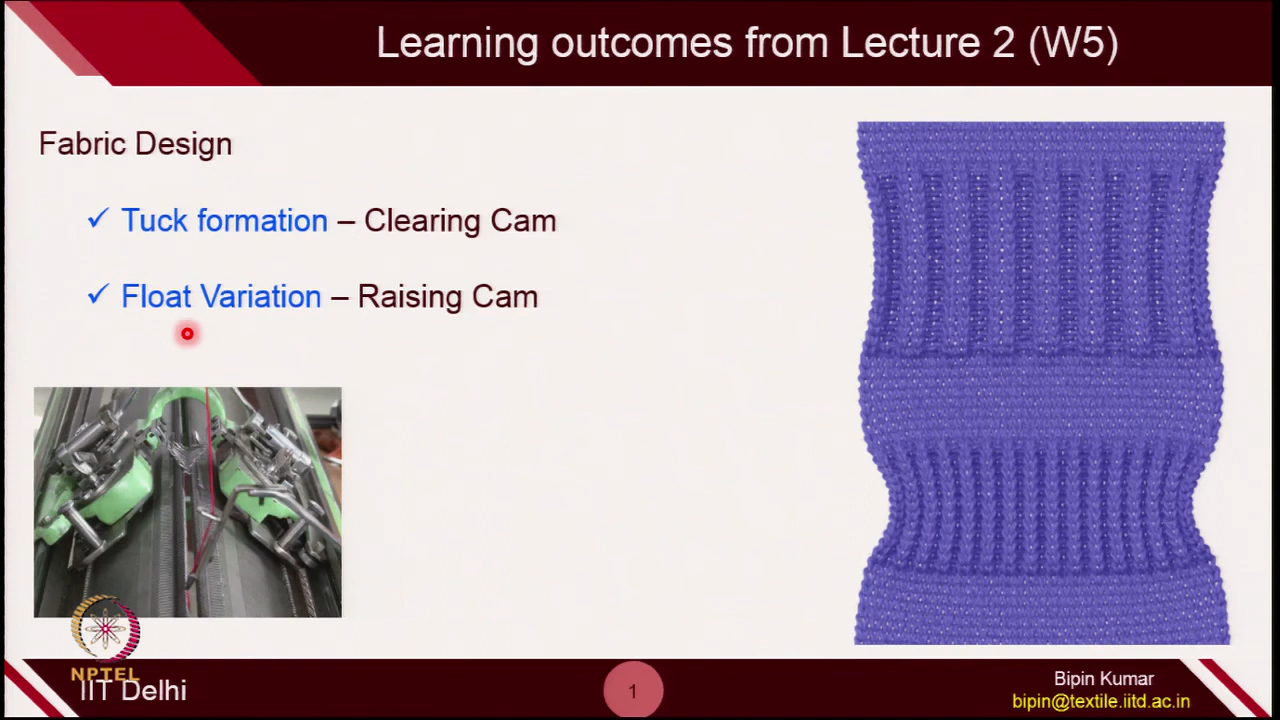 Learning outcomes from Lecture 2 (W5)
Fabric Design
✓ Tuck formation – Clearing Cam
✓ Float Variation – Raising Cam
NPTEL
IIT Delhi
1
Bipin Kumar
bipin@textile.iitd.ac.in